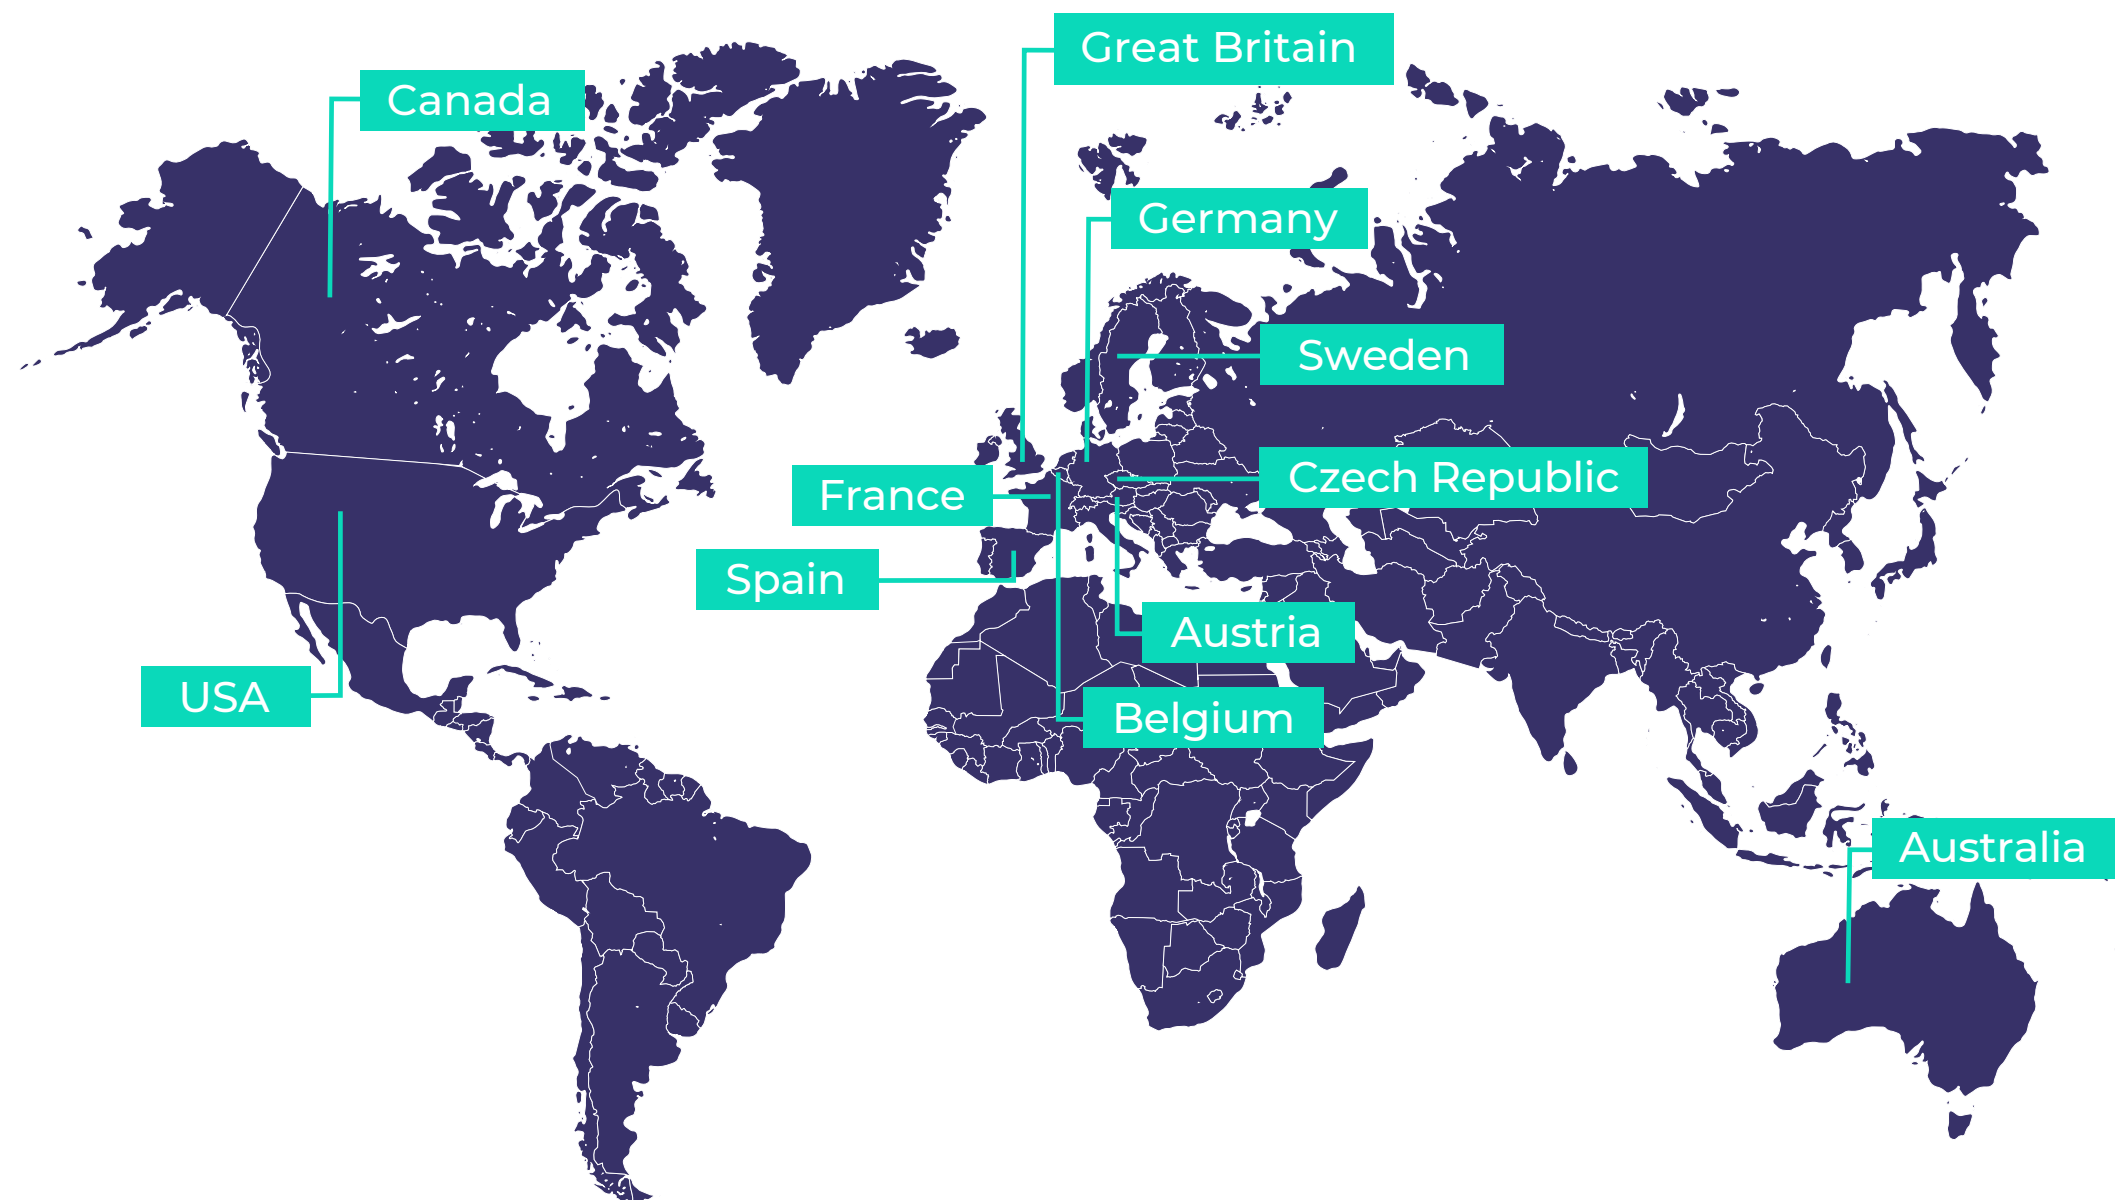 Great Britain
Canada
Germany
Sweden
Czech Republic
France
Spain
Austria
USA
Belgium
Australia